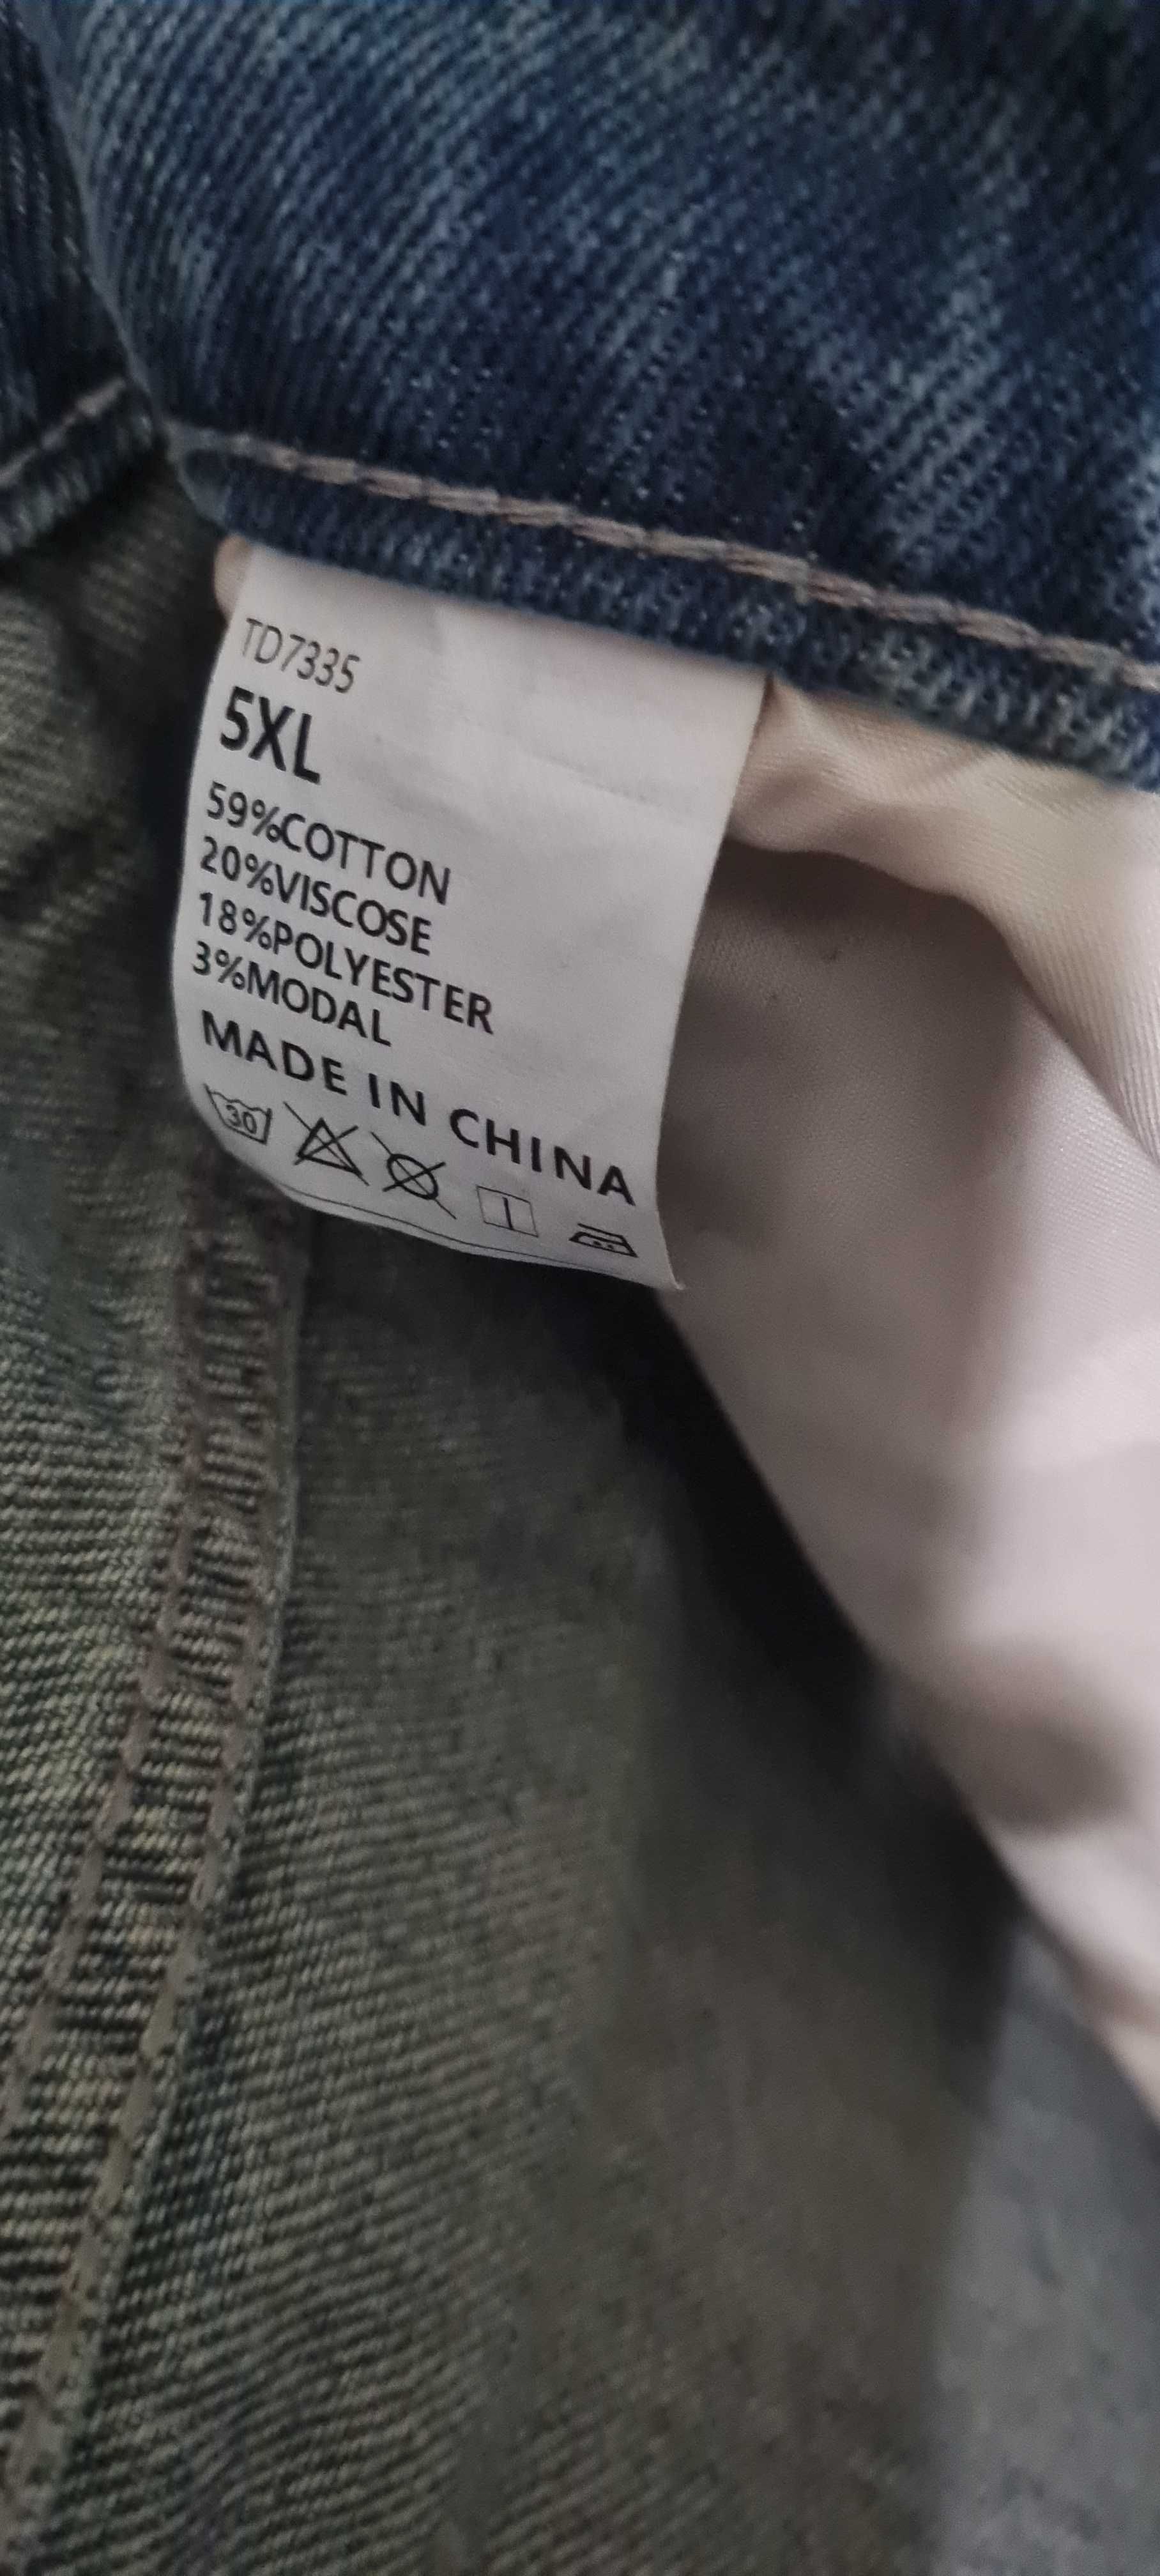 TD7335
5XL
59%COTTON
20%VISCOSE
18%POLYESTER
3%MODAL
MADE IN CHINA
30